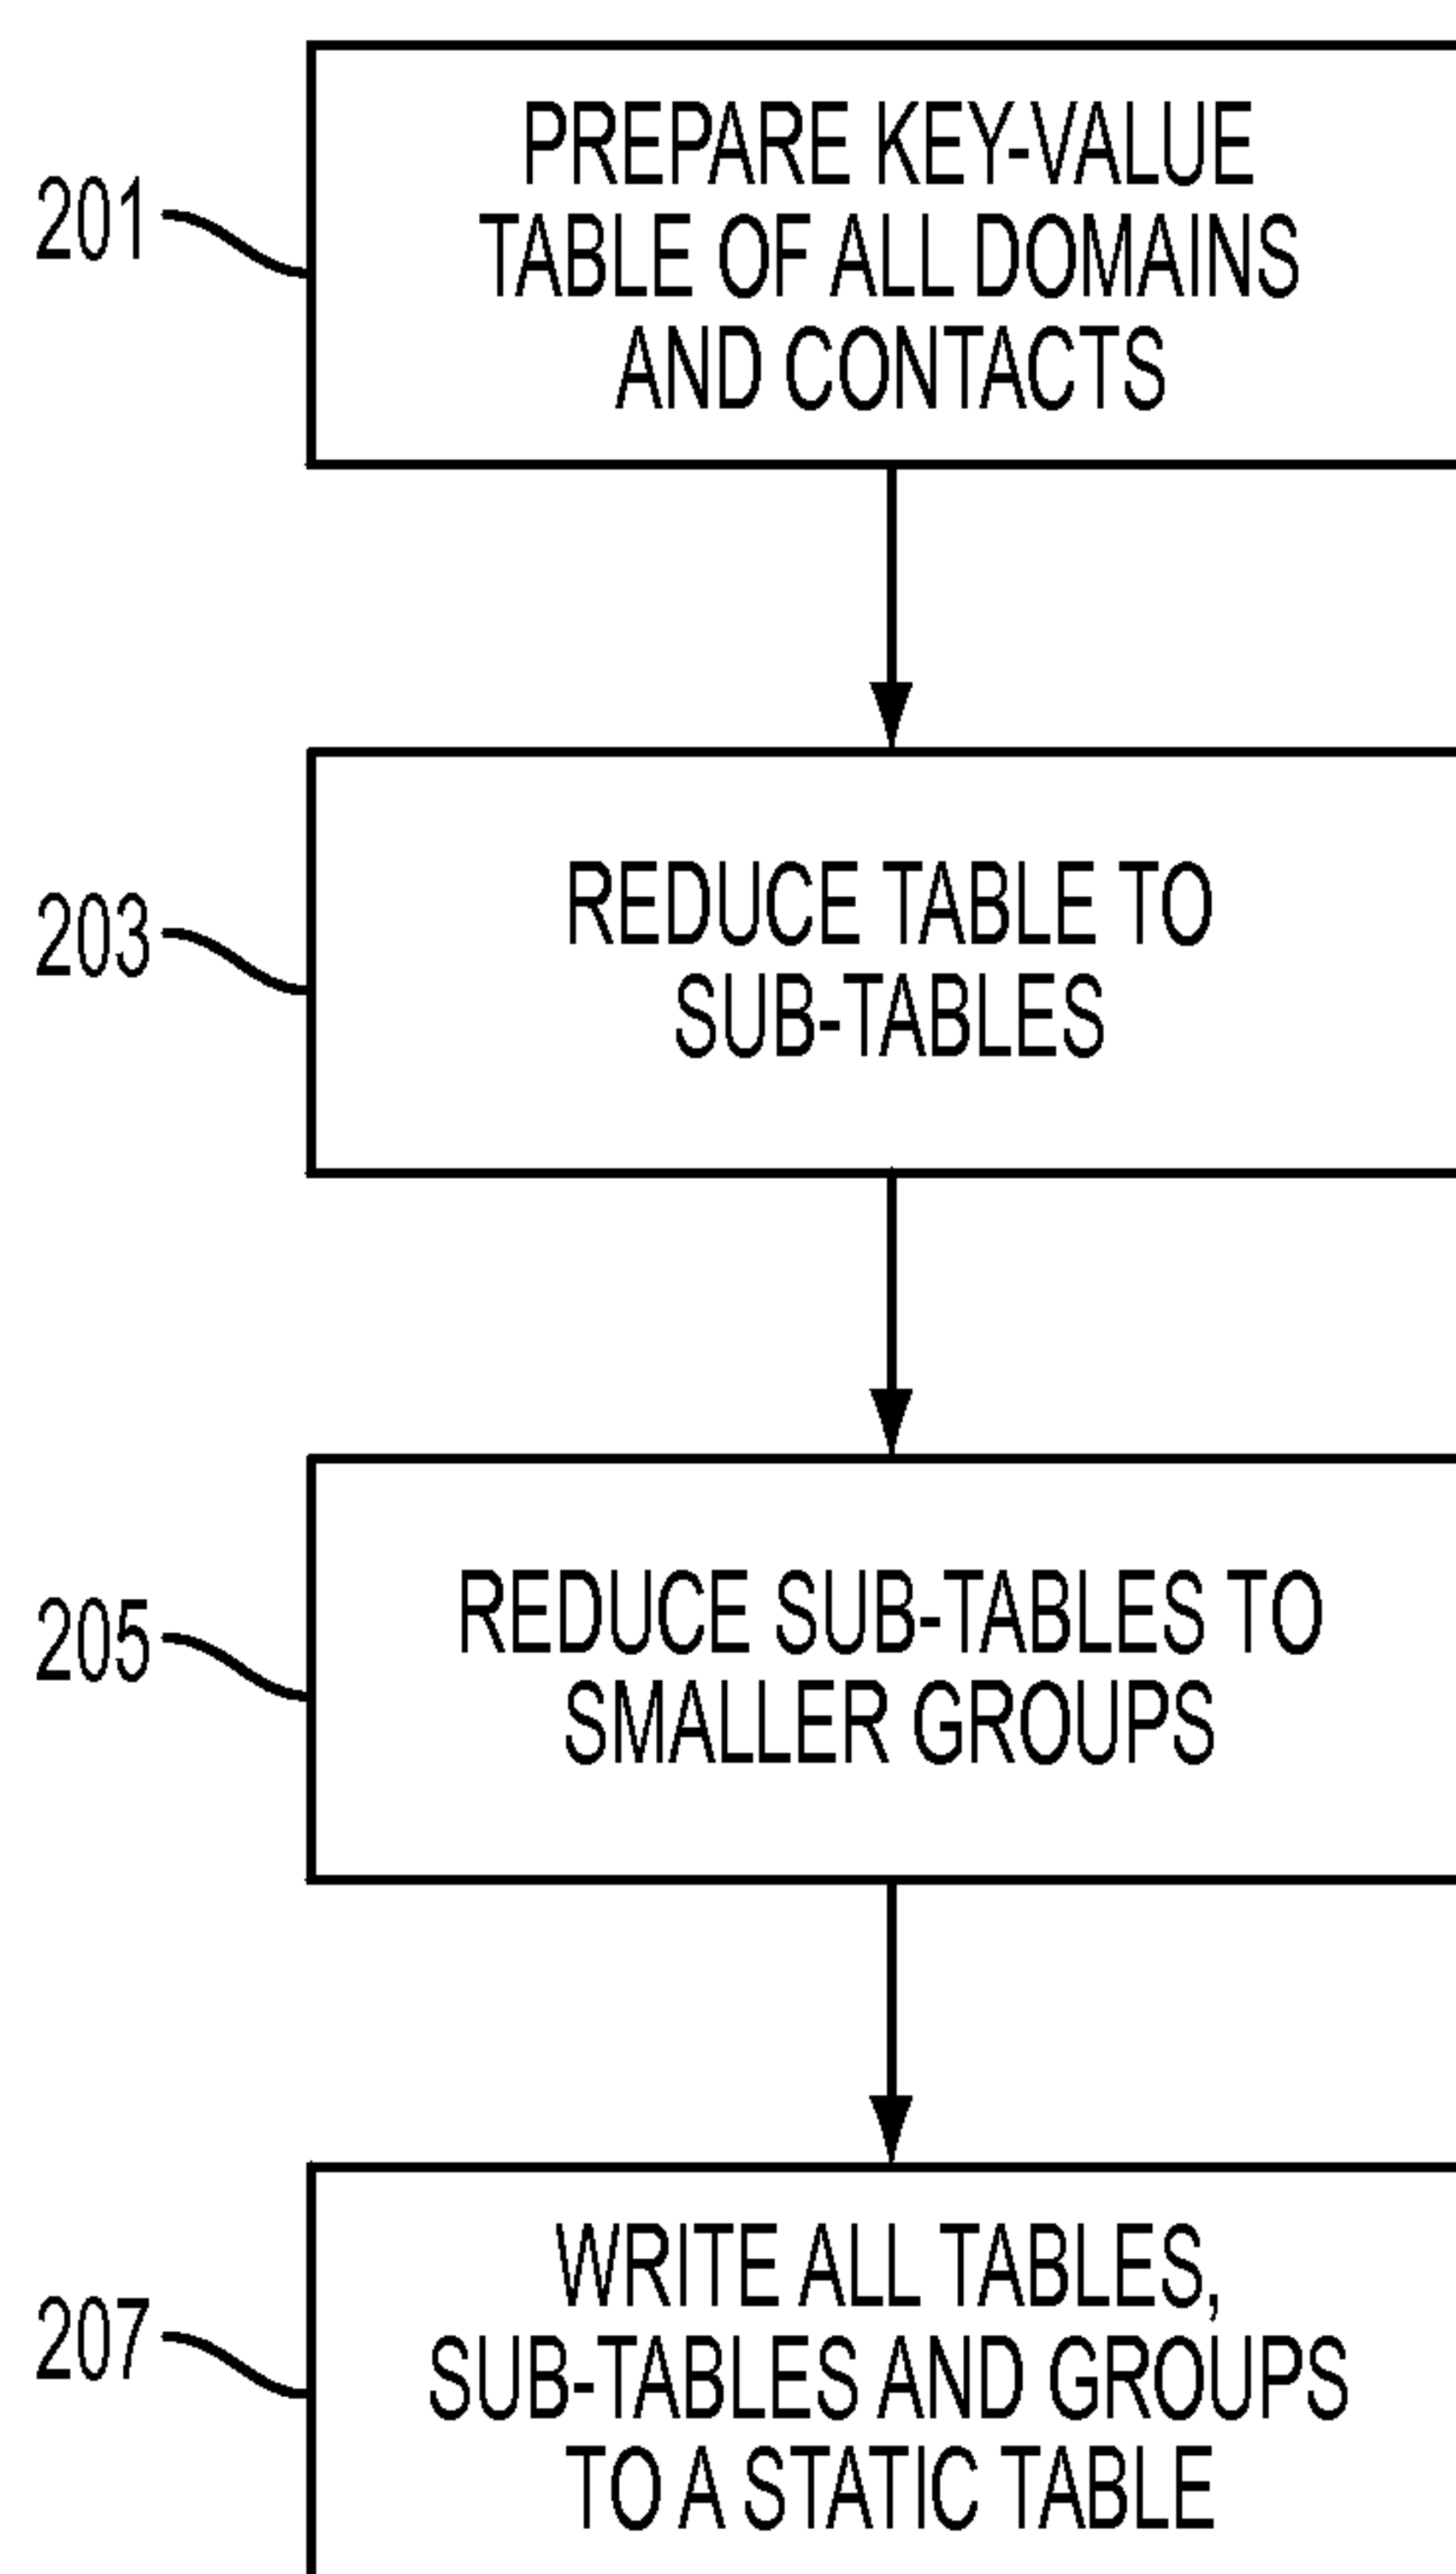 201
PREPARE KEY-VALUE
TABLE OF ALL DOMAINS
AND CONTACTS
203
REDUCE TABLE TO
SUB-TABLES
205
REDUCE SUB-TABLES TO
SMALLER GROUPS
207
WRITE ALL TABLES,
SUB-TABLES AND GROUPS
TO A STATIC TABLE